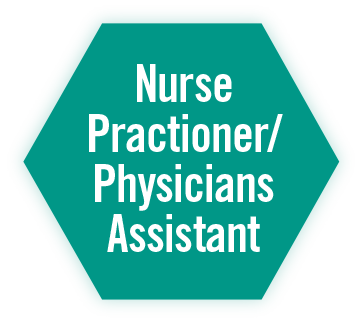 Nurse
Practioner/
Physicians
Assistant